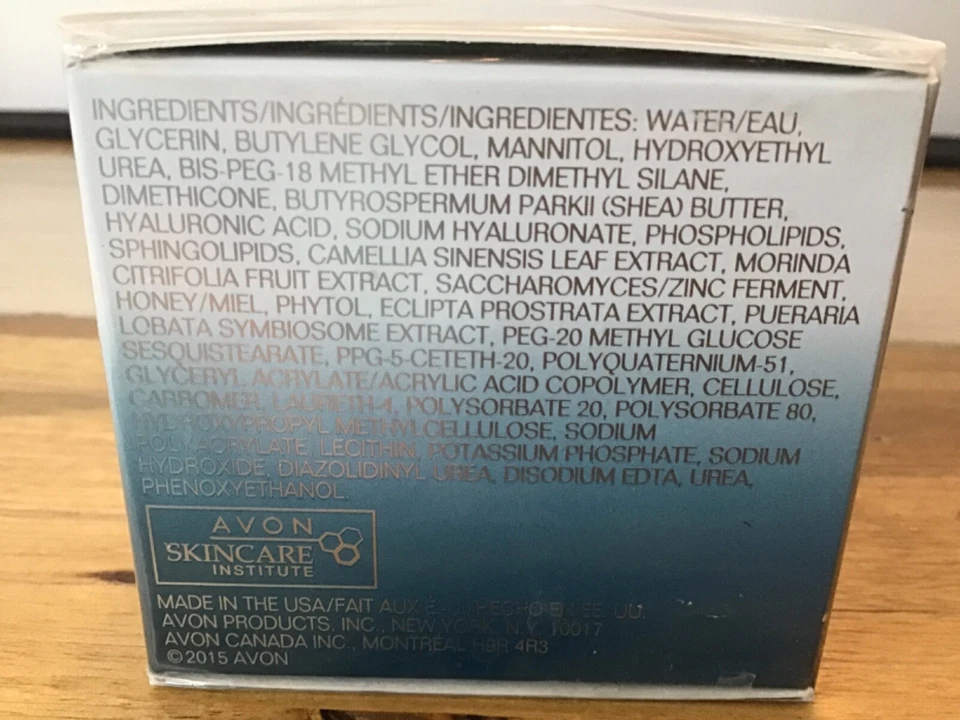 INGREDIENTS/INGRÉDIENTS/INGREDIENTES: WATER/EAU,
GLYCERIN, BUTYLENE GLYCOL, MANNITOL, HYDROXYETHYL
UREA, BIS-PEG-18 METHYL ETHER DIMETHYL SILANE,
DIMETHICONE, BUTYROSPERMUM PARKII (SHEA) BUTTER,
HYALURONIC ACID, SODIUM HYALURONATE, PHOSPHOLIPIDS,
SPHINGOLIPIDS, CAMELLIA SINENSIS LEAF EXTRACT, MORINDA
CITRIFOLIA FRUIT EXTRACT, SACCHAROMYCES/ZINC FERMENT,
HONEY/MIEL, PHYTOL, ECLIPTA PROSTRATA EXTRACT, PUERARIA
LOBATA SYMBIOSOME EXTRACT, PEG-20 METHYL GLUCOSE
SESQUISTEARATE, PPG-5-CETETH-20, POLYQUATERNIUM-51,
GLYCERYL ACRYLATE/ACRYLIC ACID COPOLYMER, CELLULOSE,
CARBOMER, LAURETH-4, POLYSORBATE 20, POLYSORBATE 80,
HYDROXYPROPYL METHYLCELLULOSE, SODIUM
POLYACRYLATE, LECITHIN, POTASSIUM PHOSPHATE, SODIUM
HYDROXIDE, DIAZOLIDINYL UREA, DISODIUM EDTA, UREA,
PHENOXYETHANOL.
AVON
SKINCARE
INSTITUTE
MADE IN THE USA/FAIT AUX EE. UU.
AVON PRODUCTS, INC., NEW YORK, N.Y. 10017
AVON CANADA INC., MONTRÉAL H9R 4R3
©2015 AVON